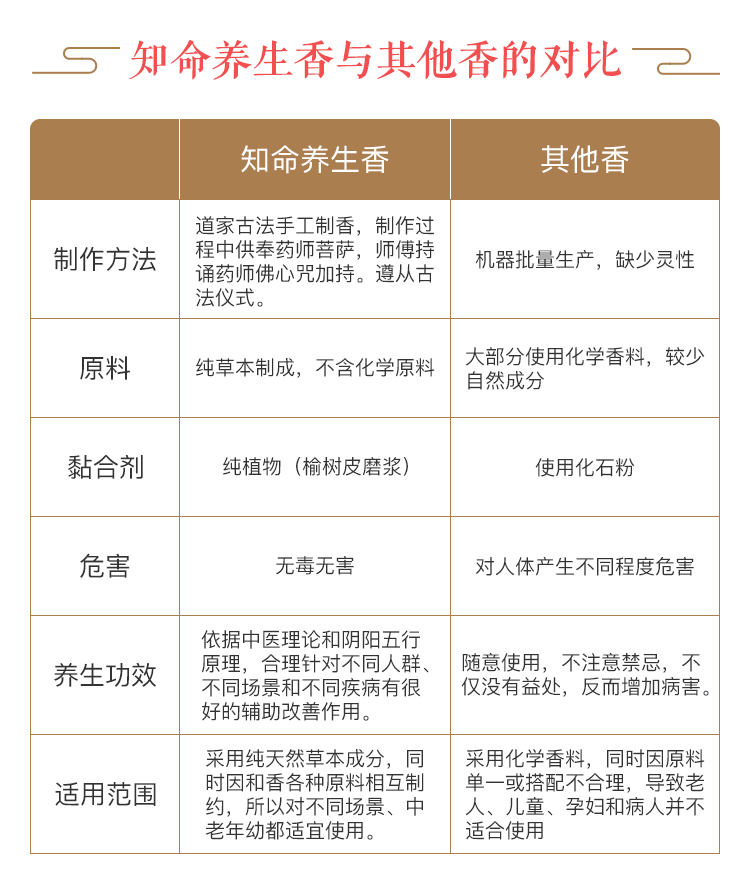 知命养生香与其他香的对比
知命养生香
其他香
制作方法
道家古法手工制香，制作过
程中供奉药师菩萨，师傅持
诵药师佛心咒加持。遵从古
法仪式。
机器批量生产，缺少灵性
原料
纯草本制成，不含化学原料
大部分使用化学香料，较少
自然成分
黏合剂
纯植物（榆树皮磨浆）
使用化石粉
危害
无毒无害
对人体产生不同程度危害
养生功效
依据中医理论和阴阳五行
原理，合理针对不同人群、
不同场景和不同疾病有很
好的辅助改善作用。
随意使用，不注意禁忌，不
仅没有益处，反而增加病害。
适用范围
采用纯天然草本成分，同
时因和香各种原料相互制
约，所以对不同场景、中
老年幼都适宜使用。
采用化学香料，同时因原料
单一或搭配不合理，导致老
人、儿童、孕妇和病人并不
适合使用